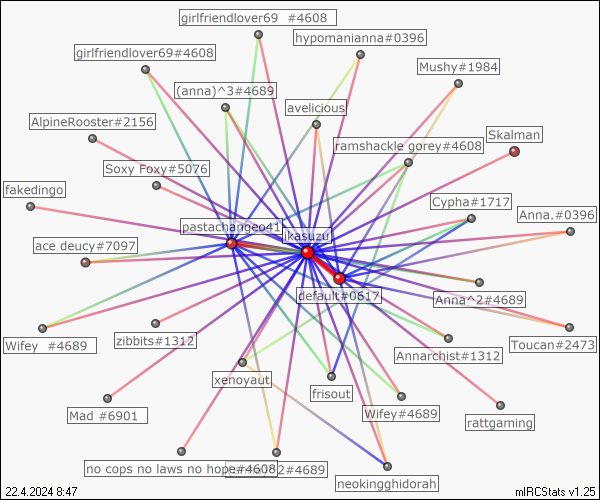 girlfriendlover69 #4608
hypomanianna#0396
girlfriendlover69#4608
Mushy#1984
(anna)^3#4689
avelicious
AlpineRooster#2156
Skalman
ramshackle gorey#4608
Soxy Foxy#5076
fakedingo
Cypha#1717
Anna.#0396
pastachangeo41
ikasuzu
ace deucy#7097
default#0617
Anna^2#4689
Wifey #4689
zibbits#1312
Toucan#2473
Annarchist#1312
xenoyaut
frisout
Mad #6901
Wifey#4689
rattgaming
no cops no laws no hope#4608
2#4689
neokingghidorah
22.4.2024 8:47
mIRCStats v1.25